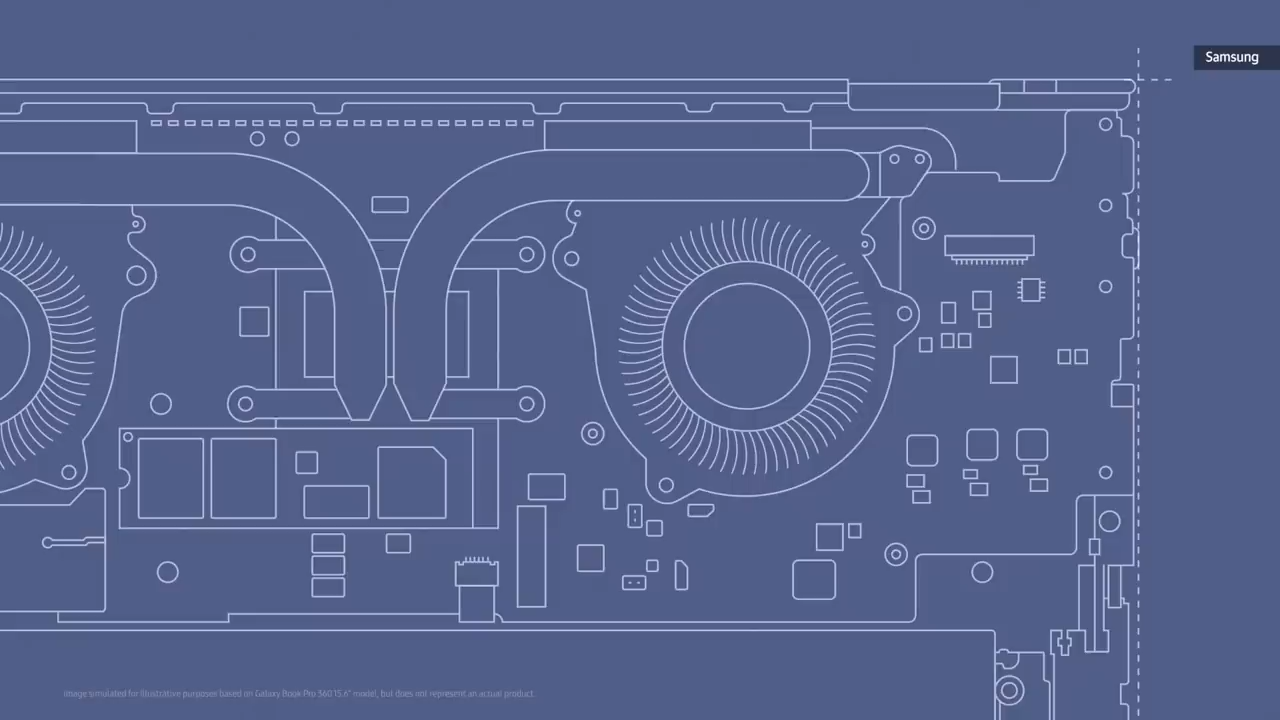 Samsung
Image simulated for illustrative purposes based on Galaxy Book Pro 360 15.6" model, but does not represent an actual product.